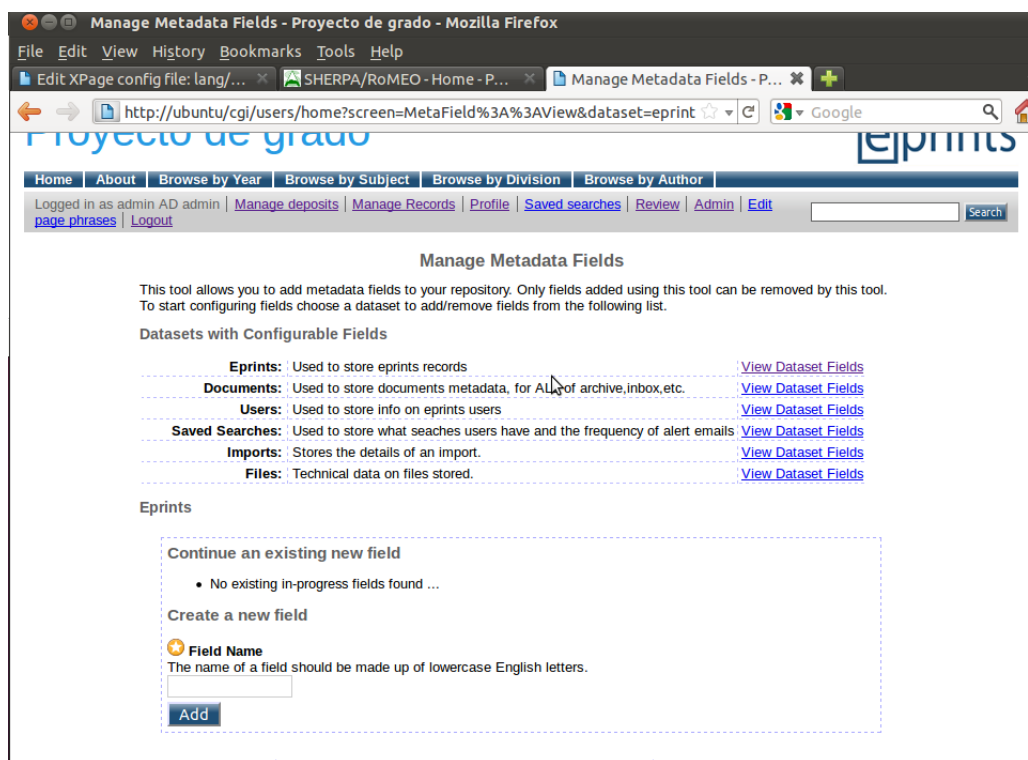 Manage Metadata Fields - Proyecto de grado - Mozilla Firefox
File Edit View History Bookmarks Tools Help
Edit XPage config file: lang/... SHERPA/RoMEO - Home - P... Manage Metadata Fields - P...
http://ubuntu/cgi/users/home?screen=MetaField%3A%3AView&dataset=eprint Google
Proyecto de grado eprints
Home About Browse by Year Browse by Subject Browse by Division Browse by Author
Logged in as admin AD admin | Manage deposits | Manage Records | Profile | Saved searches | Review | Admin | Edit
page phrases | Logout Search
Manage Metadata Fields
This tool allows you to add metadata fields to your repository. Only fields added using this tool can be removed by this tool.
To start configuring fields choose a dataset to add/remove fields from the following list.
Datasets with Configurable Fields
Eprints: Used to store eprints records View Dataset Fields
Documents: Used to store documents metadata, for ALL of archive,inbox,etc. View Dataset Fields
Users: Used to store info on eprints users View Dataset Fields
Saved Searches: Used to store what seaches users have and the frequency of alert emails View Dataset Fields
Imports: Stores the details of an import. View Dataset Fields
Files: Technical data on files stored. View Dataset Fields
Eprints
Continue an existing new field
• No existing in-progress fields found ...
Create a new field
Field Name
The name of a field should be made up of lowercase English letters.
Add